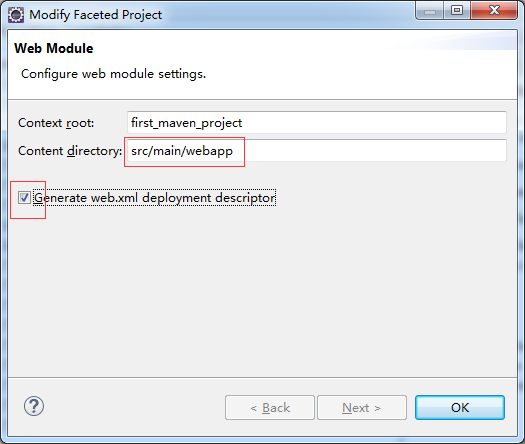 Modify Faceted Project
Web Module
Configure web module settings.
Context root: first_maven_project
Content directory: src/main/webapp
Generate web.xml deployment descriptor
?
< Back Next > OK